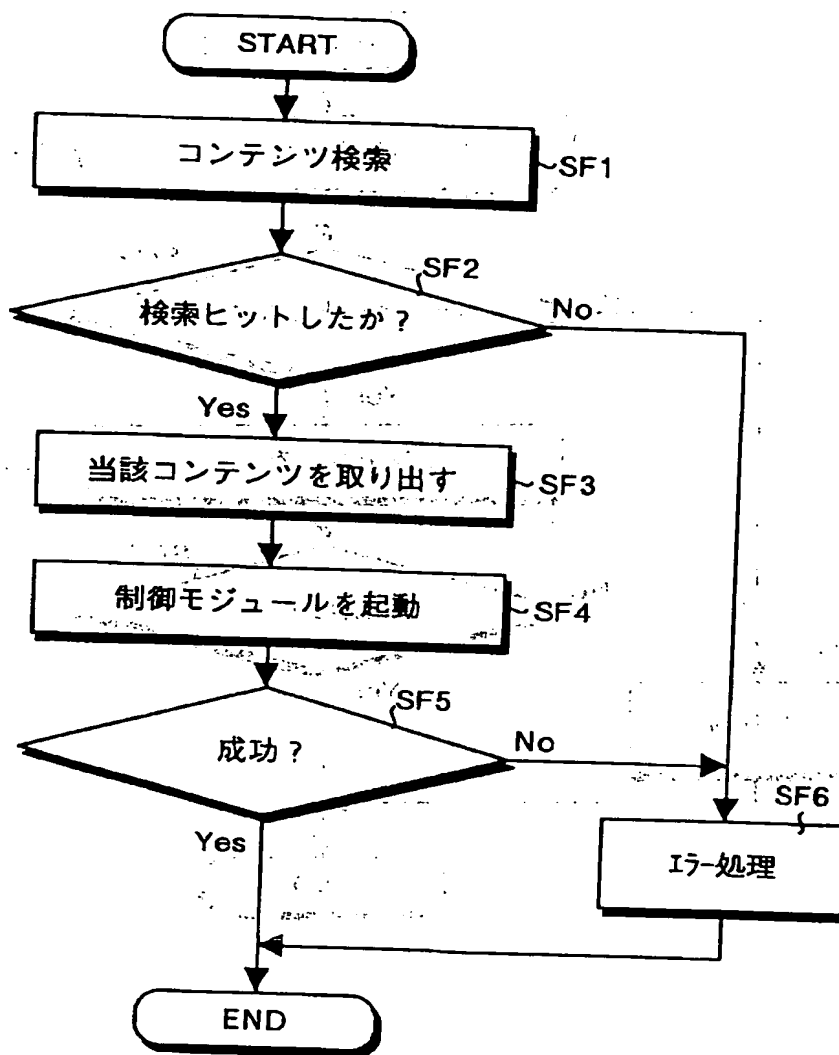 START
コンテンツ検索
SF1
SF2
検索ヒットしたか?
No
Yes
当該コンテンツを取り出す
SF3
制御モジュールを起動
SF4
SF5
成功?
No
Yes
SF6
エラー処理
END